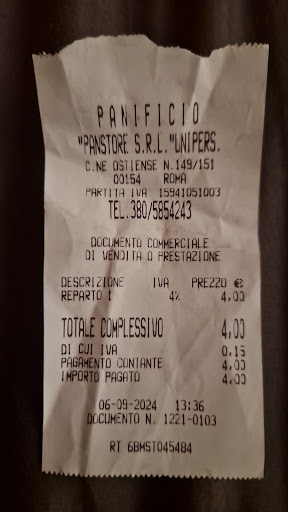 PANIFICIO
"PANSTORE S.R.L."UNIPERS.
C.NE OSTIENSE N.149/151
00154 ROMA
PARTITA IVA 15941051003
TEL.380/5854243
DOCUMENTO COMMERCIALE
DI VENDITA O PRESTAZIONE
DESCRIZIONE IVA PREZZO €
REPARTO 1 4% 4,00
TOTALE COMPLESSIVO 4,00
DI CUI IVA 0,15
PAGAMENTO CONTANTE 4,00
IMPORTO PAGATO 4,00
06-09-2024 13:36
DOCUMENTO N. 1221-0103
RT 6BMST045484